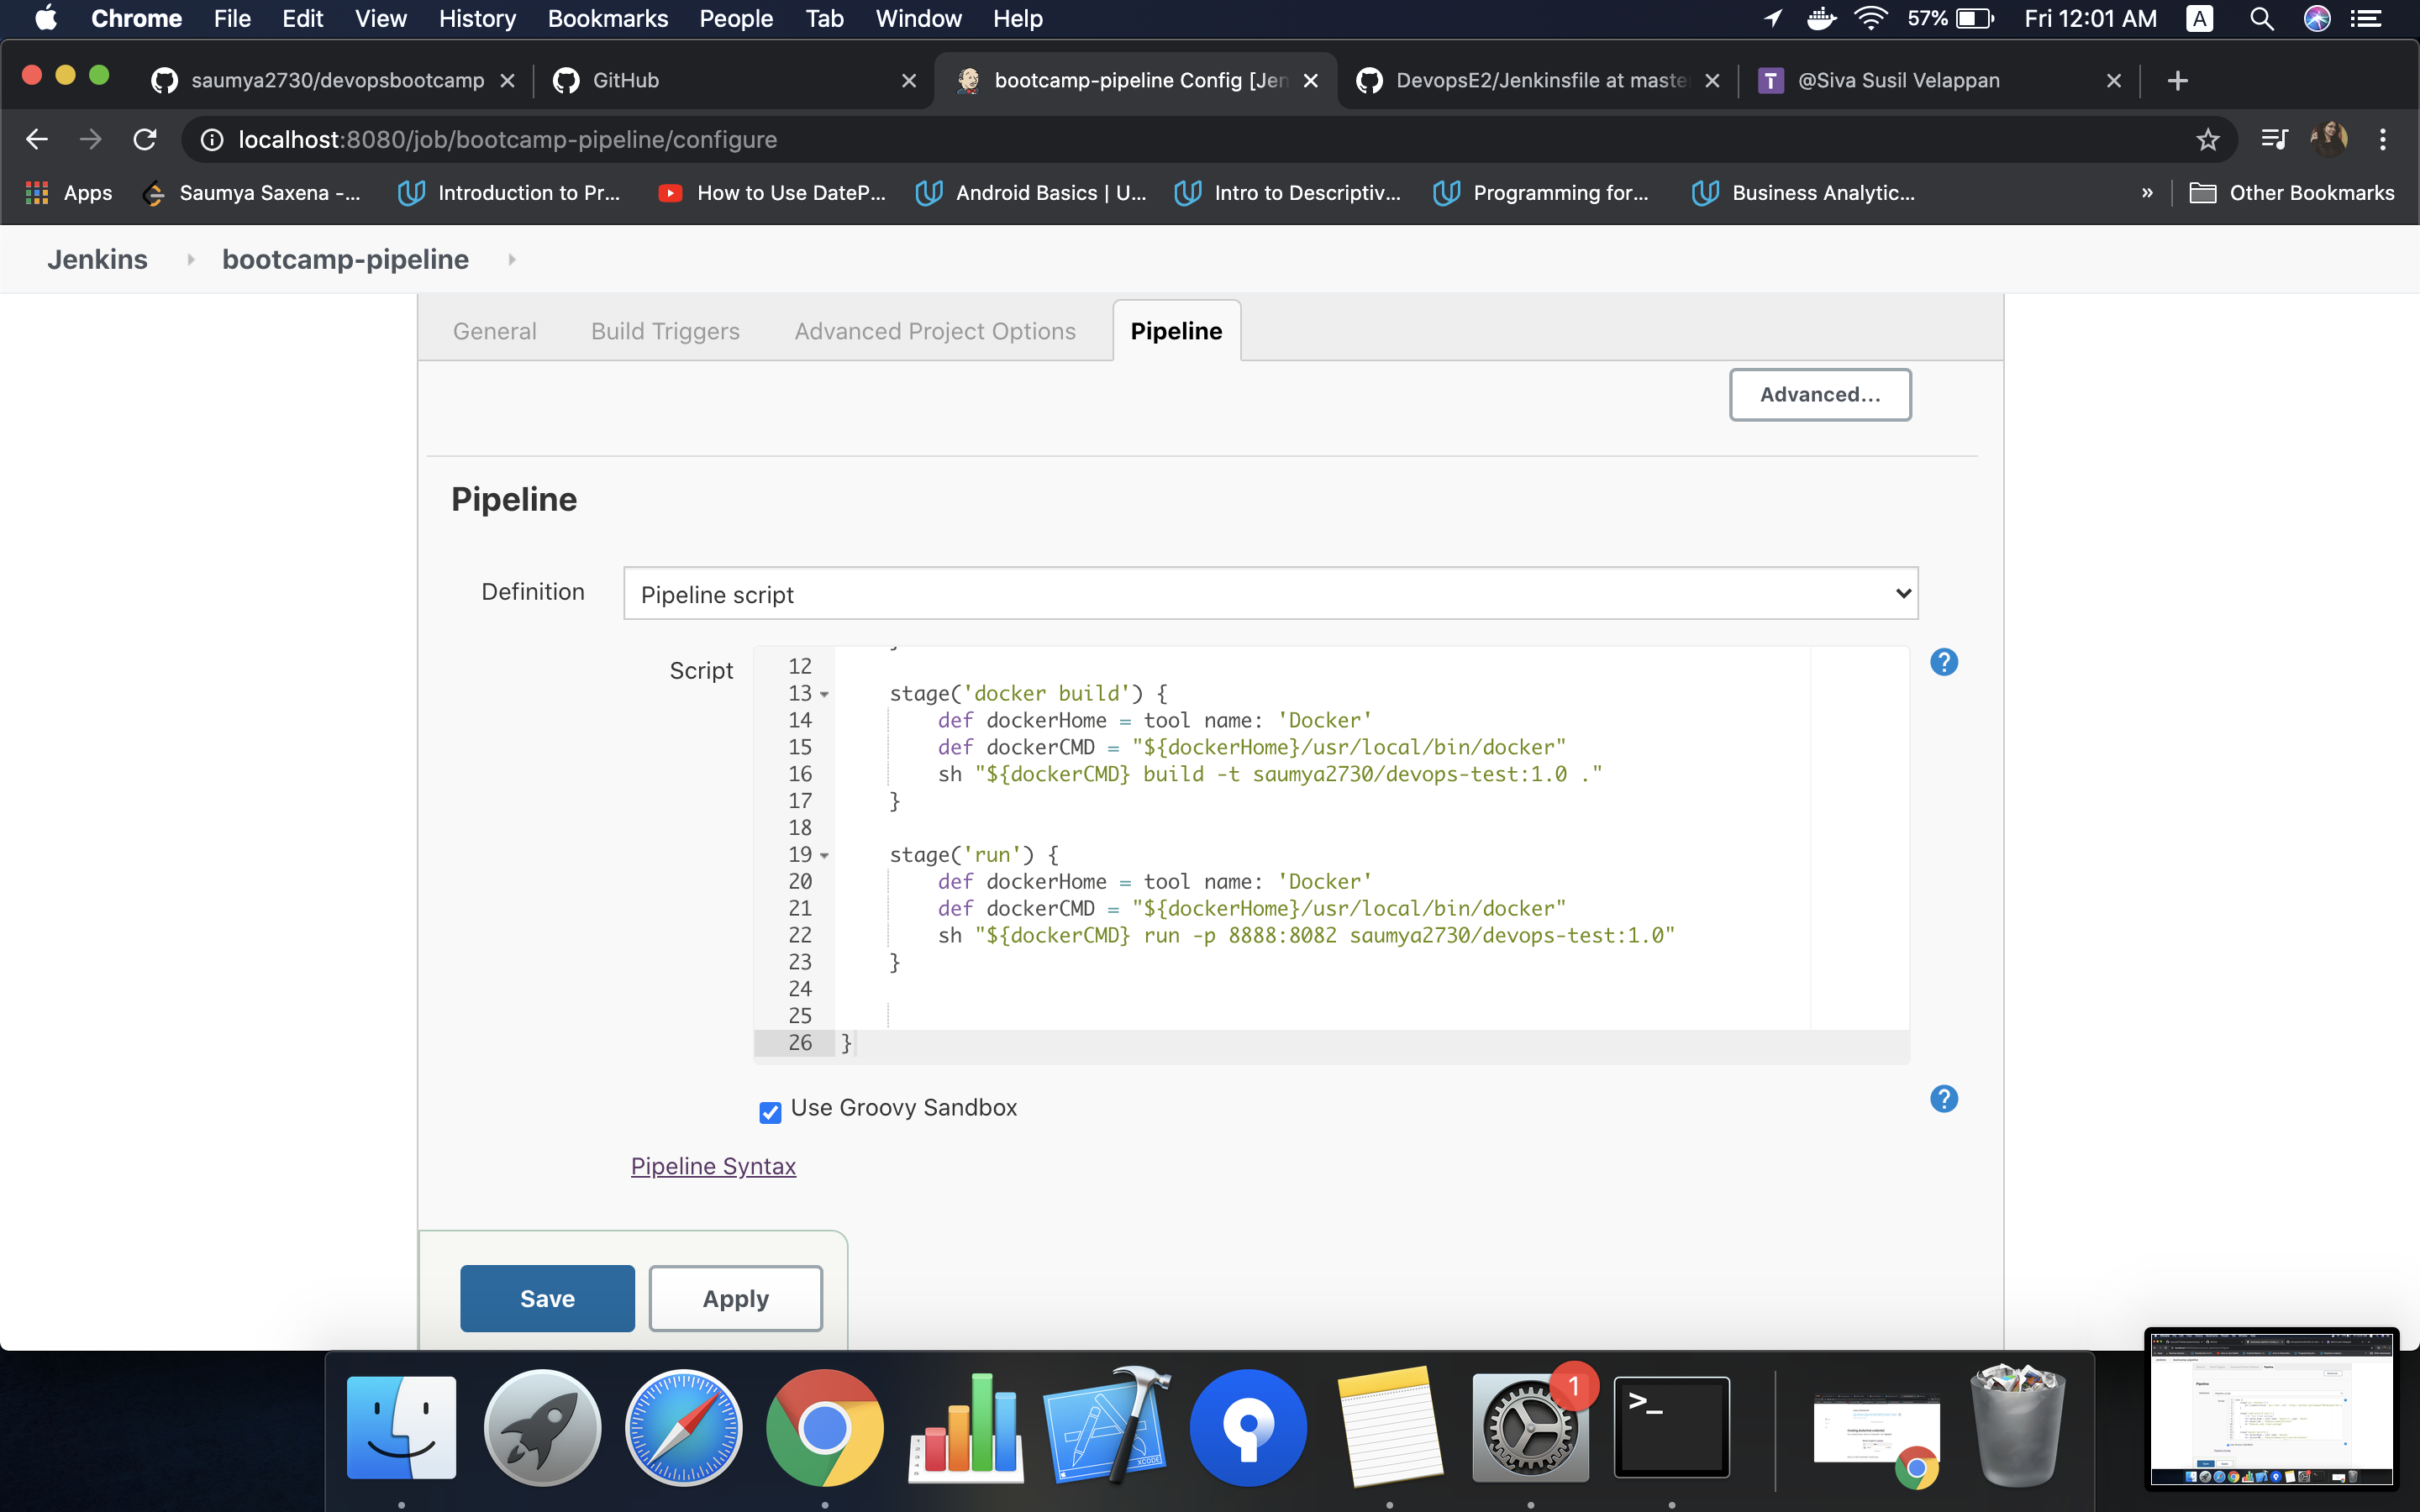 Chrome File Edit View History Bookmarks People Tab Window Help 57% Fri 12:01 AM A
saumya2730/devopsbootcamp GitHub bootcamp-pipeline Config [Jen DevopsE2/Jenkinsfile at maste T @Siva Susil Velappan
localhost:8080/job/bootcamp-pipeline/configure
Apps Saumya Saxena -... Introduction to Pr... How to Use DateP... Android Basics | U... Intro to Descriptiv... Programming for... Business Analytic... » Other Bookmarks
Jenkins bootcamp-pipeline
General Build Triggers Advanced Project Options Pipeline
Advanced...
Pipeline
Definition Pipeline script
Script
12
13 stage('docker build') {
14 def dockerHome = tool name: 'Docker'
15 def dockerCMD = "${dockerHome}/usr/local/bin/docker"
16 sh "${dockerCMD} build -t saumya2730/devops-test:1.0 ."
17 }
18
19 stage('run') {
20 def dockerHome = tool name: 'Docker'
21 def dockerCMD = "${dockerHome}/usr/local/bin/docker"
22 sh "${dockerCMD} run -p 8888:8082 saumya2730/devops-test:1.0"
23 }
24
25
26 }
?
Use Groovy Sandbox
?
Pipeline Syntax
Save Apply
XCODE
1
>_